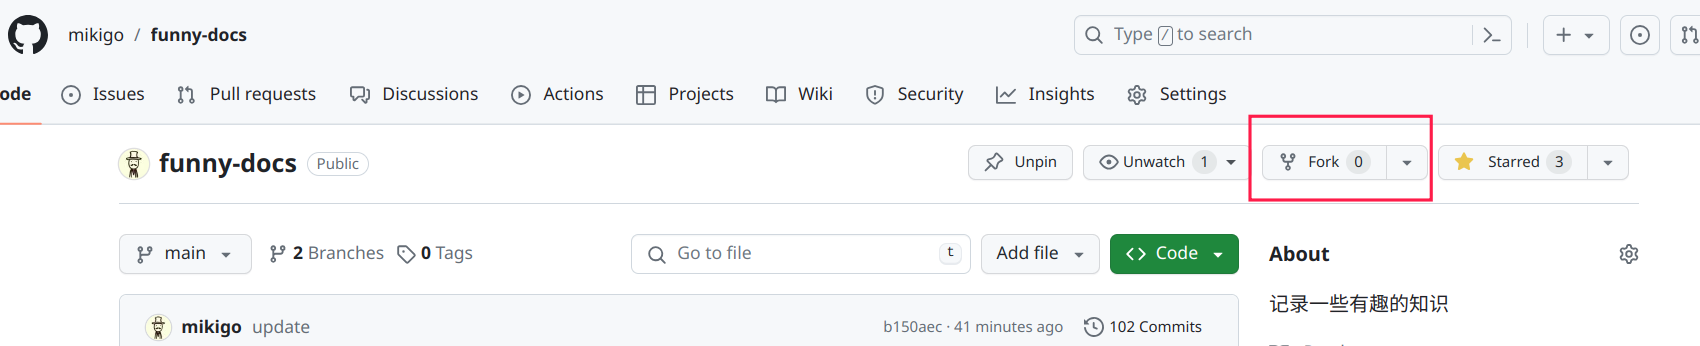 mikigo / funny-docs Type / to search
ode Issues Pull requests Discussions Actions Projects Wiki Security Insights Settings
funny-docs Public Unpin Unwatch 1 Fork 0 Starred 3
main 2 Branches 0 Tags Go to file t Add file Code About
记录一些有趣的知识
mikigo update b150aec · 41 minutes ago 102 Commits